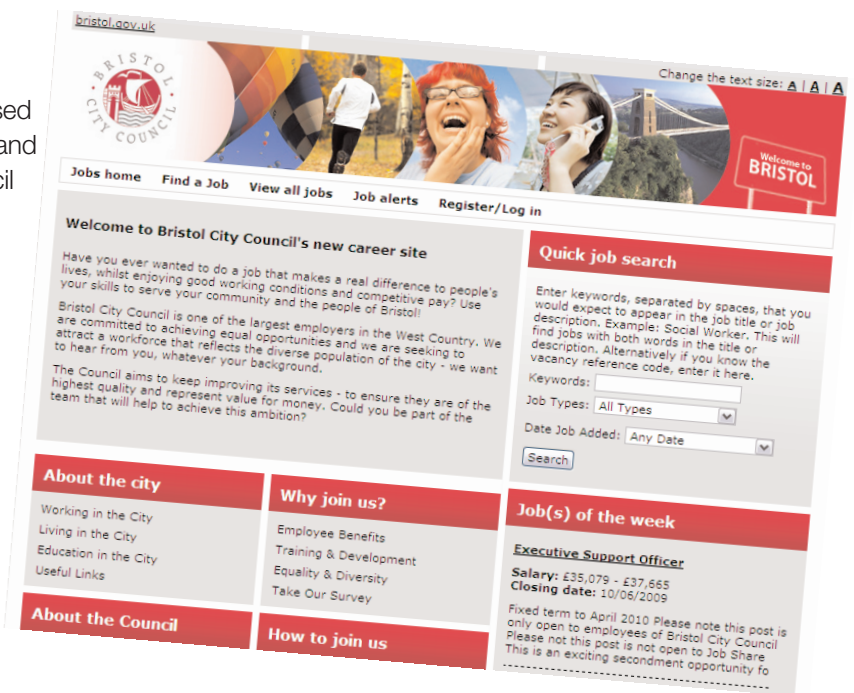 sed
and
cil
bristol.gov.uk
Change the text size: A | A | A
BRISTOL
CITY COUNCIL
Welcome to
BRISTOL
Jobs home Find a Job View all jobs Job alerts Register/Log in
Welcome to Bristol City Council's new career site
Have you ever wanted to do a job that makes a real difference to people's
lives, whilst enjoying good working conditions and competitive pay? Use
your skills to serve your community and the people of Bristol!
Bristol City Council is one of the largest employers in the West Country. We
are committed to achieving equal opportunities and we are seeking to
attract a workforce that reflects the diverse population of the city - we want
to hear from you, whatever your background.
The Council aims to keep improving its services - to ensure they are of the
highest quality and represent value for money. Could you be part of the
team that will help to achieve this ambition?
Quick job search
Enter keywords, separated by spaces, that you
would expect to appear in the job title or job
description. Example: Social Worker. This will
find jobs with both words in the title or
description. Alternatively if you know the
vacancy reference code, enter it here.
Keywords:
Job Types: All Types
Date Job Added: Any Date
Search
About the city
Working in the City
Living in the City
Education in the City
Useful Links
Why join us?
Employee Benefits
Training & Development
Equality & Diversity
Take Our Survey
Job(s) of the week
Executive Support Officer
Salary: £35,079 - £37,665
Closing date: 10/06/2009
Fixed term to April 2010 Please note this post is
only open to employees of Bristol City Council
Please not this post is not open to Job Share
This is an exciting secondment opportunity fo
About the Council
How to join us